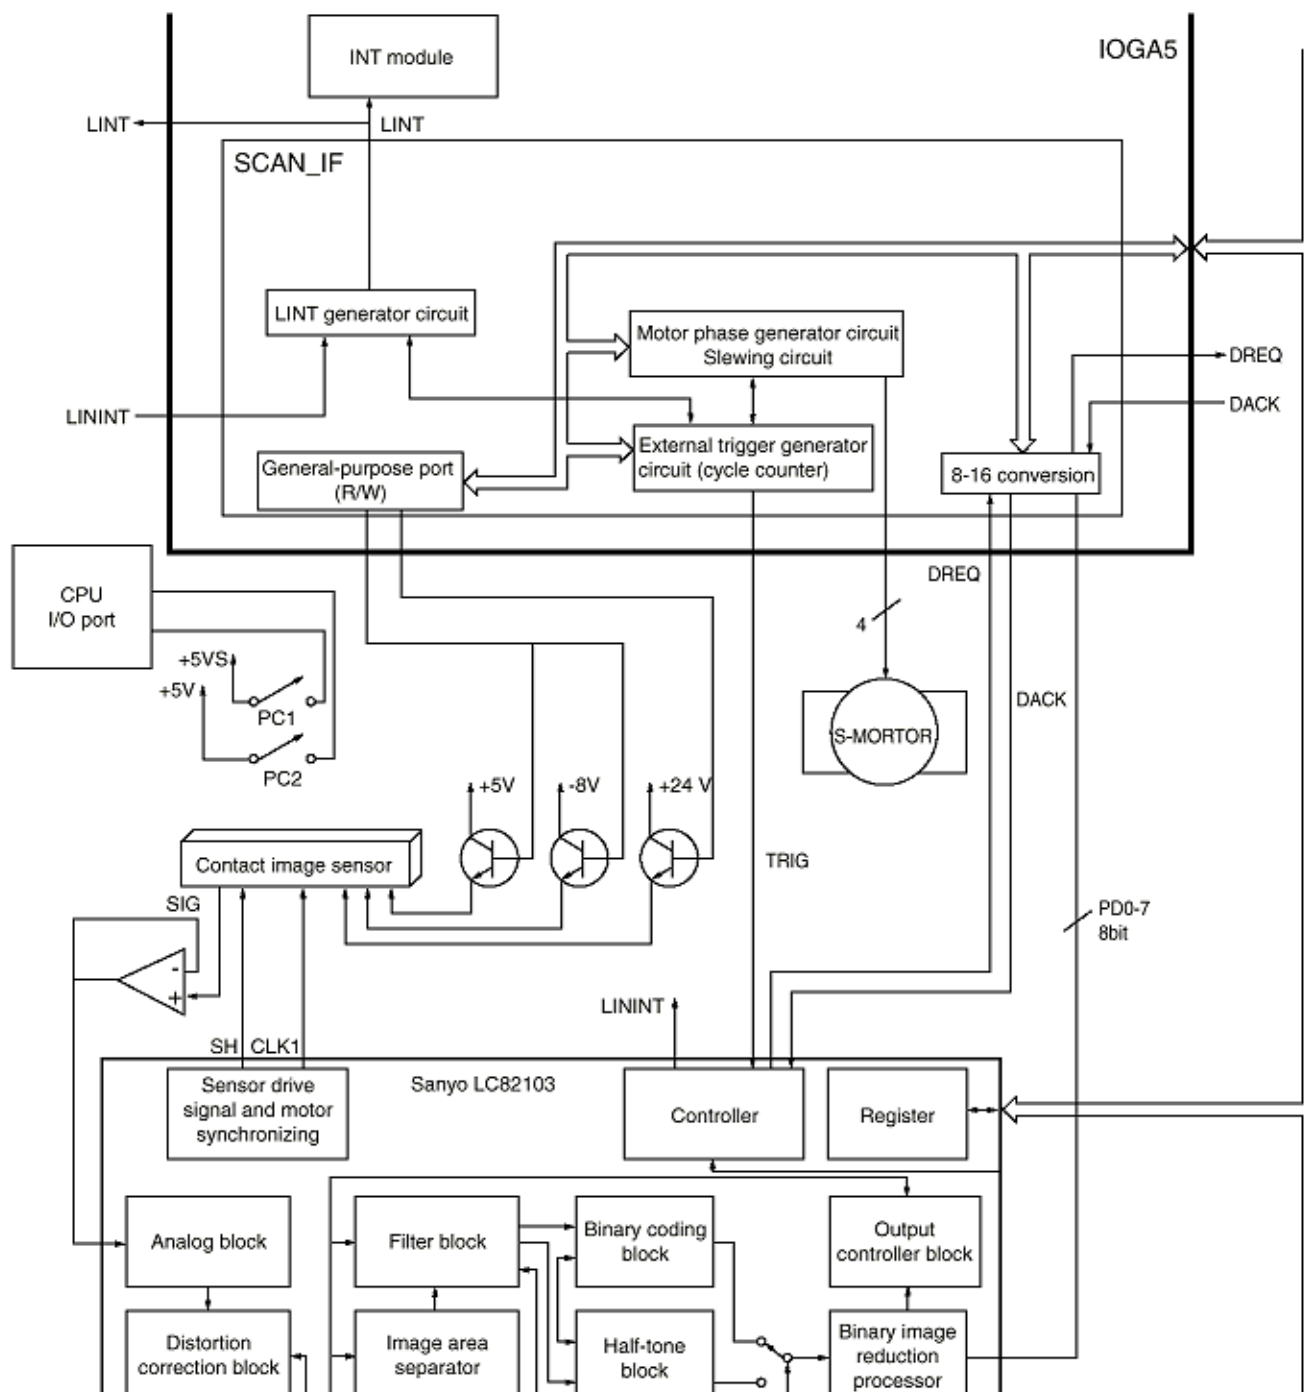 INT module
IOGA5
LINT
LINT
SCAN_IF
LINT generator circuit
Motor phase generator circuit
Slewing circuit
DREQ
DACK
LININT
External trigger generator
circuit (cycle counter)
General-purpose port
(R/W)
8-16 conversion
DREQ
CPU
I/O port
4
+5VS
+5V
PC1
DACK
S-MORTOR
PC2
+5V
-8V
+24 V
Contact image sensor
TRIG
SIG
PD0-7
8bit
-
+
LININT
SH
CLK1
Sensor drive
signal and motor
synchronizing
Sanyo LC82103
Controller
Register
Analog block
Filter block
Binary coding
block
Output
controller block
Distortion
correction block
Image area
separator
Half-tone
block
Binary image
reduction
processor